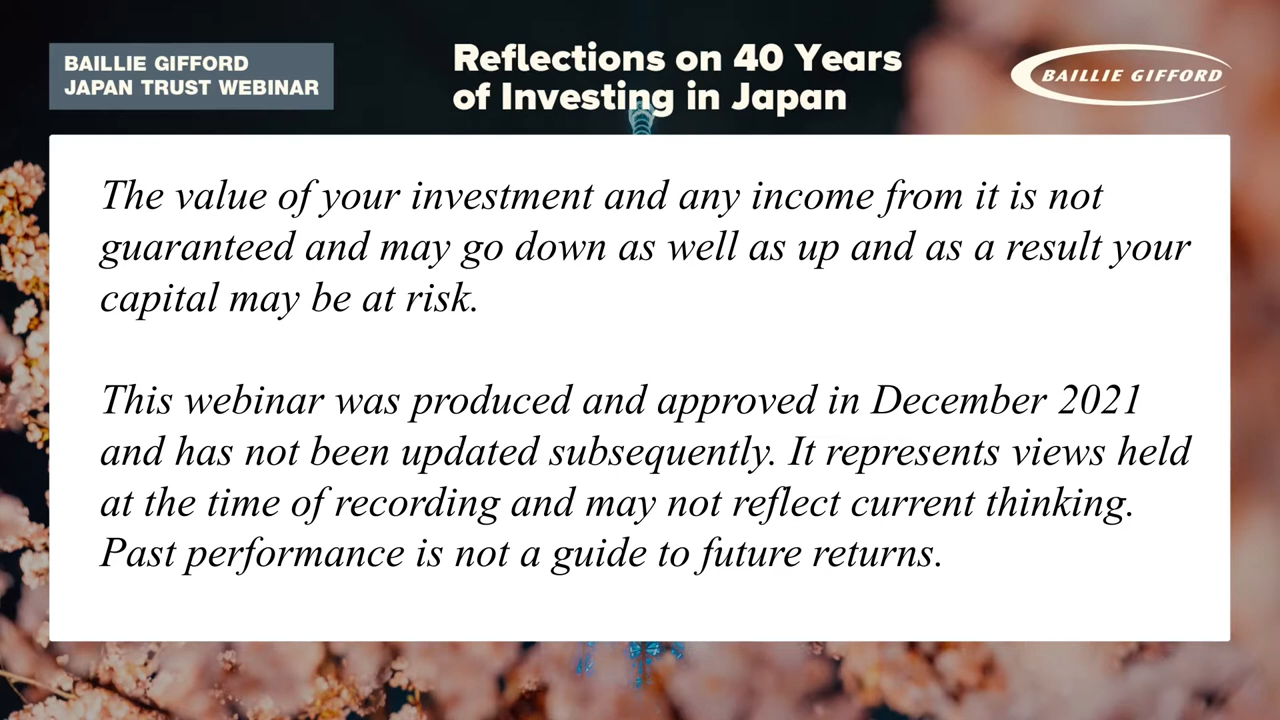 BAILLIE GIFFORD
JAPAN TRUST WEBINAR
Reflections on 40 Years
of Investing in Japan
BAILLIE GIFFORD
The value of your investment and any income from it is not
guaranteed and may go down as well as up and as a result your
capital may be at risk.
This webinar was produced and approved in December 2021
and has not been updated subsequently. It represents views held
at the time of recording and may not reflect current thinking.
Past performance is not a guide to future returns.